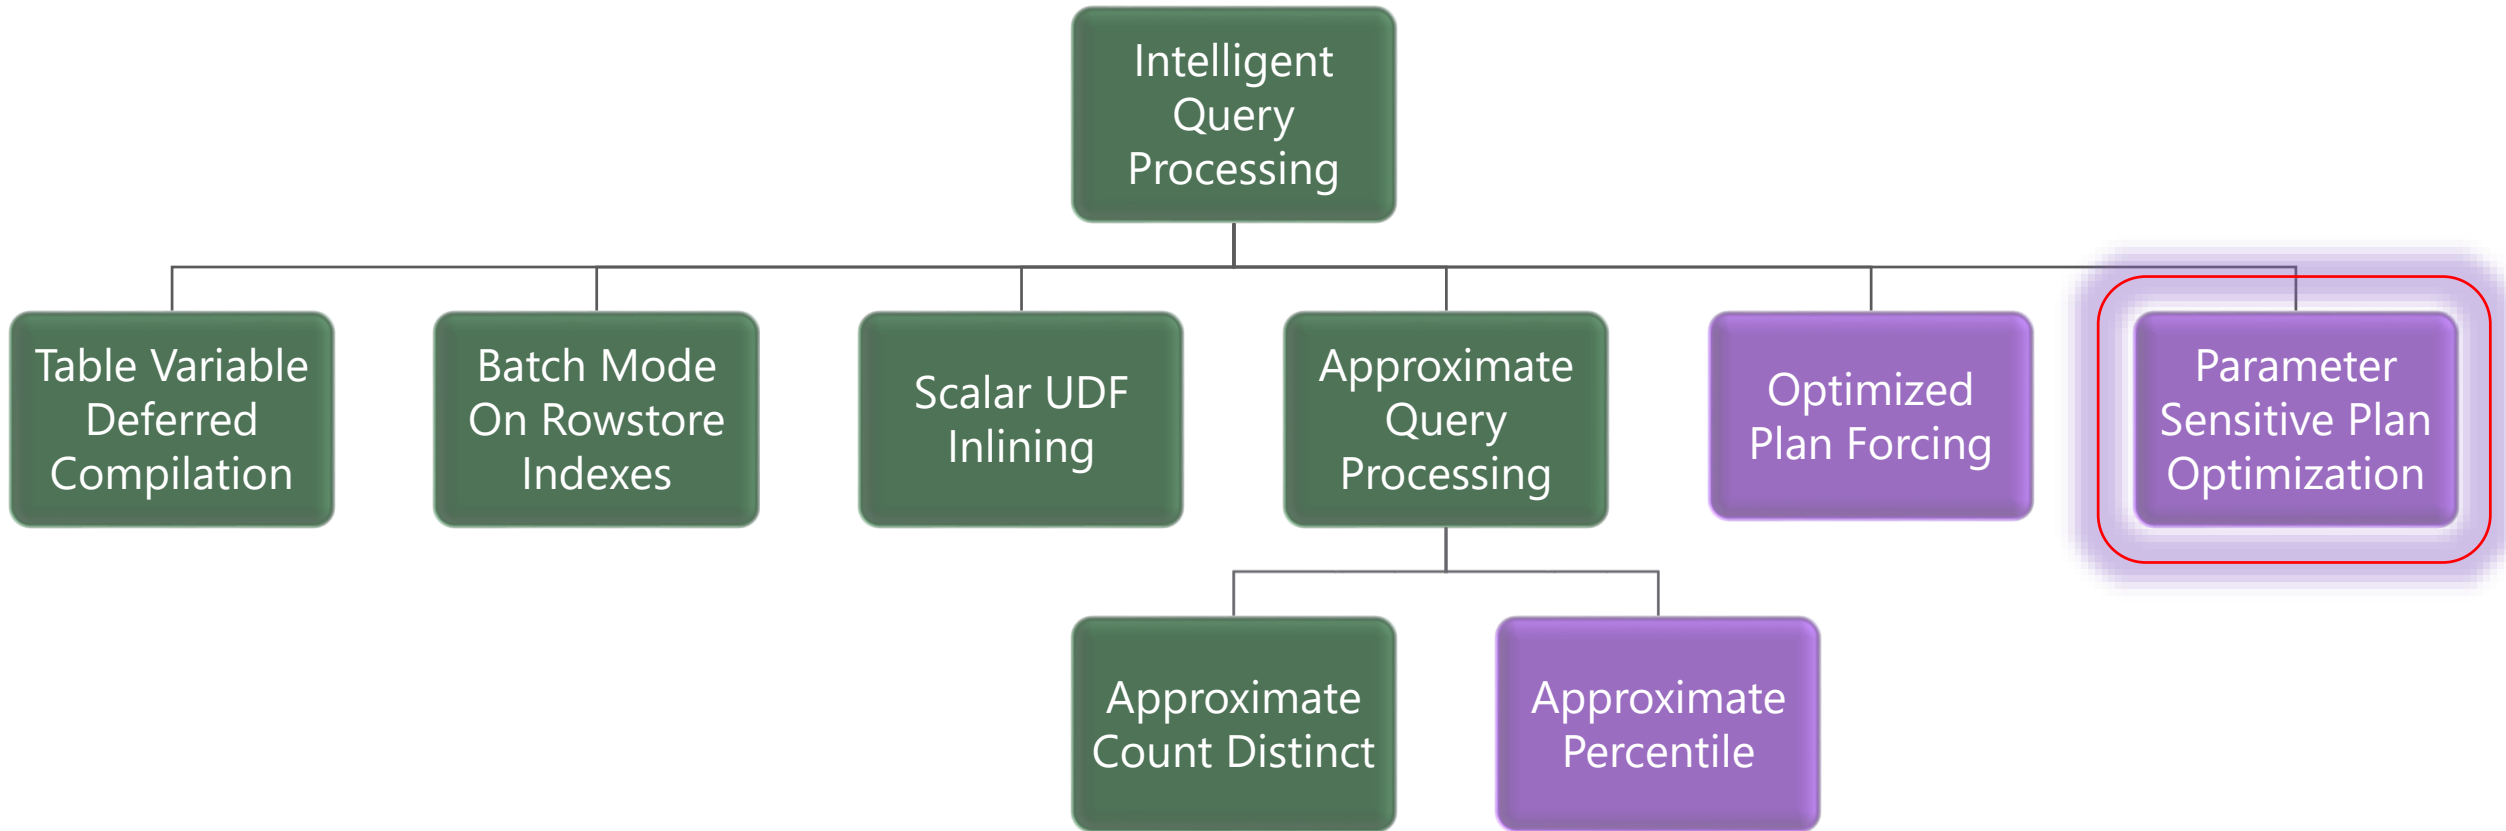 Intelligent
Query
Processing
Table Variable
Deferred
Compilation
Batch Mode
On Rowstore
Indexes
Scalar UDF
Inlining
Approximate
Query
Processing
Optimized
Plan Forcing
Parameter
Sensitive Plan
Optimization
Approximate
Count Distinct
Approximate
Percentile